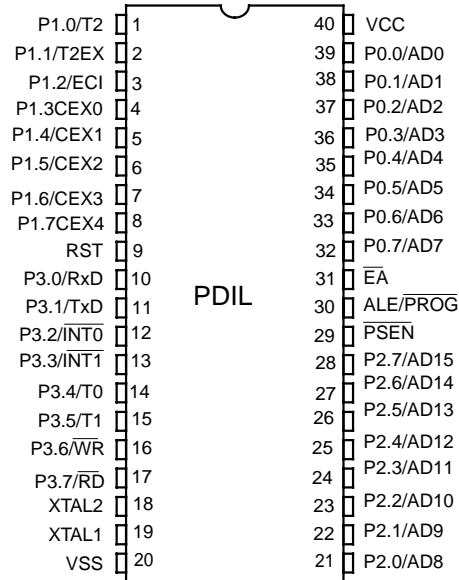 P1.0/T2 1 40 VCC
P1.1/T2EX 2 39 P0.0/AD0
P1.2/ECI 3 38 P0.1/AD1
P1.3CEX0 4 37 P0.2/AD2
P1.4/CEX1 5 36 P0.3/AD3
P1.5/CEX2 6 35 P0.4/AD4
P1.6/CEX3 7 34 P0.5/AD5
P1.7CEX4 8 33 P0.6/AD6
RST 9 32 P0.7/AD7
P3.0/RxD 10 31 EA
PDIL
P3.1/TxD 11 30 ALE/PROG
P3.2/INT0 12 29 PSEN
P3.3/INT1 13 28 P2.7/AD15
P3.4/T0 14 27 P2.6/AD14
P3.5/T1 15 26 P2.5/AD13
P3.6/WR 16 25 P2.4/AD12
P3.7/RD 17 24 P2.3/AD11
XTAL2 18 23 P2.2/AD10
XTAL1 19 22 P2.1/AD9
VSS 20 21 P2.0/AD8